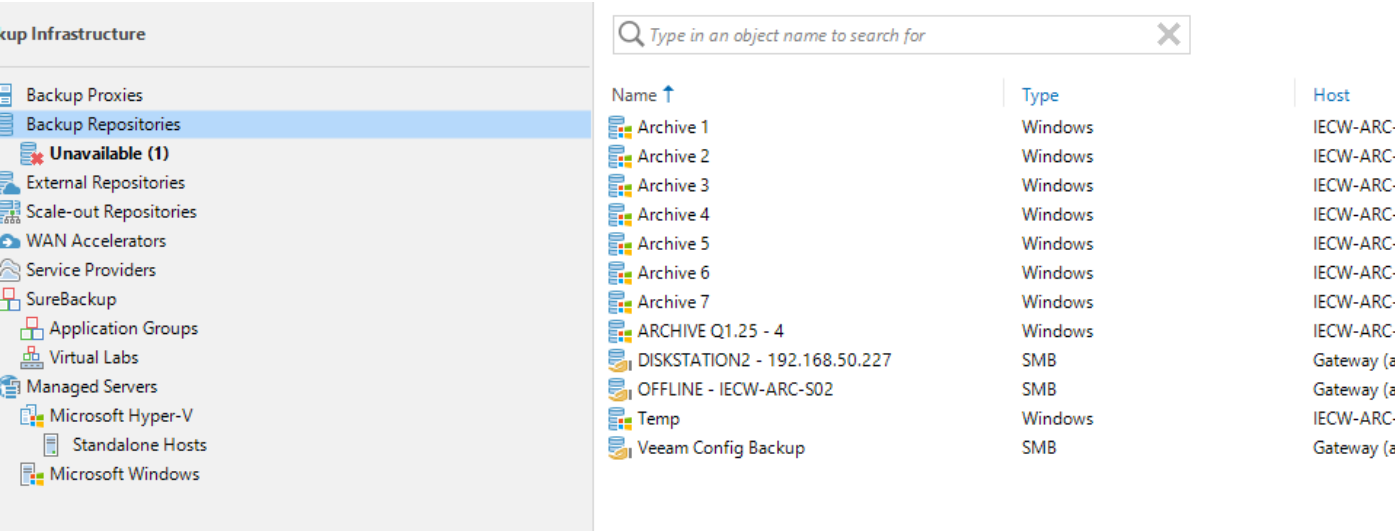 kup Infrastructure
Backup Proxies
Backup Repositories
Unavailable (1)
External Repositories
Scale-out Repositories
WAN Accelerators
Service Providers
SureBackup
Application Groups
Virtual Labs
Managed Servers
Microsoft Hyper-V
Standalone Hosts
Microsoft Windows
Type in an object name to search for
Name Type Host
Archive 1 Windows IECW-ARC-
Archive 2 Windows IECW-ARC-
Archive 3 Windows IECW-ARC-
Archive 4 Windows IECW-ARC-
Archive 5 Windows IECW-ARC-
Archive 6 Windows IECW-ARC-
Archive 7 Windows IECW-ARC-
ARCHIVE Q1.25 - 4 Windows IECW-ARC-
DISKSTATION2 - 192.168.50.227 SMB Gateway (a
OFFLINE - IECW-ARC-S02 SMB Gateway (a
Temp Windows IECW-ARC-
Veeam Config Backup SMB Gateway (a